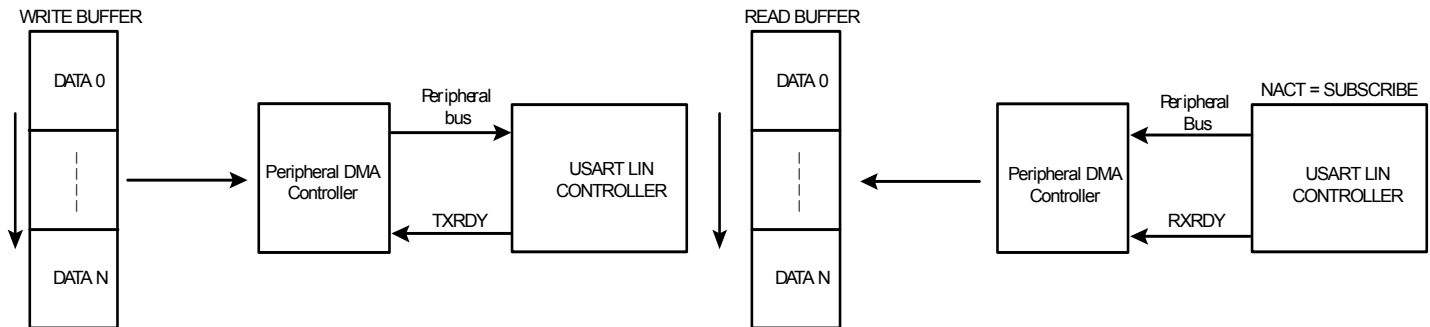 WRITE BUFFER
DATA 0
DATA N
Peripheral DMA
Controller
Peripheral
bus
TXRDY
USART LIN
CONTROLLER
READ BUFFER
DATA 0
DATA N
Peripheral DMA
Controller
Peripheral
Bus
RXRDY
NACT = SUBSCRIBE
USART LIN
CONTROLLER